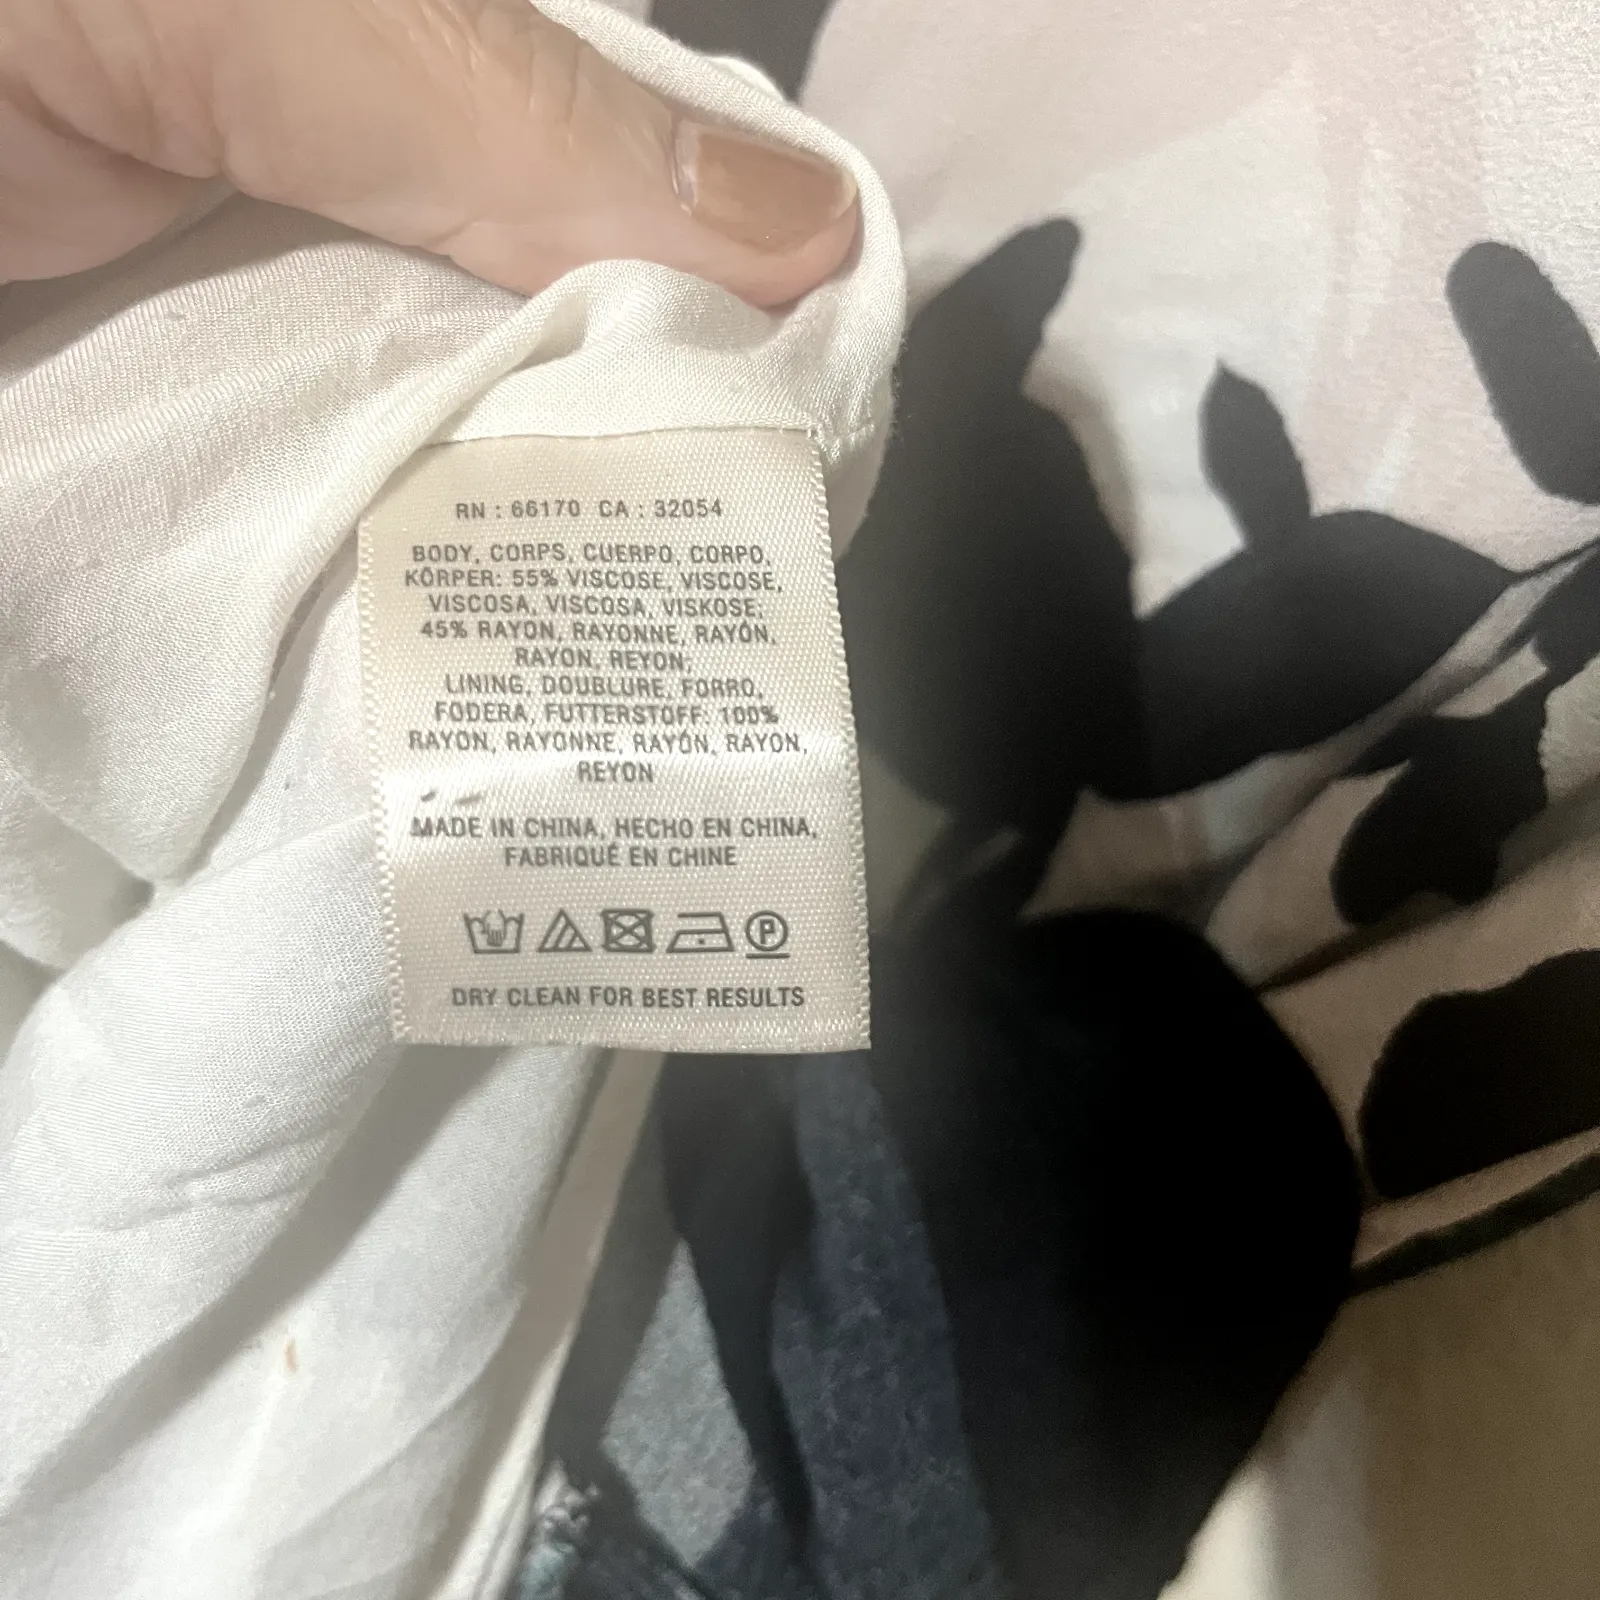 RN : 66170 CA : 32054
BODY, CORPS, CUERPO, CORPO,
KÖRPER: 55% VISCOSE, VISCOSE,
VISCOSA, VISCOSA, VISKOSE;
45% RAYON, RAYONNE, RAYÓN,
RAYON, REYON;
LINING, DOUBLURE, FORRO,
FODERA, FUTTERSTOFF: 100%
RAYON, RAYONNE, RAYÓN, RAYON,
REYON
MADE IN CHINA, HECHO EN CHINA,
FABRIQUÉ EN CHINE
P
DRY CLEAN FOR BEST RESULTS